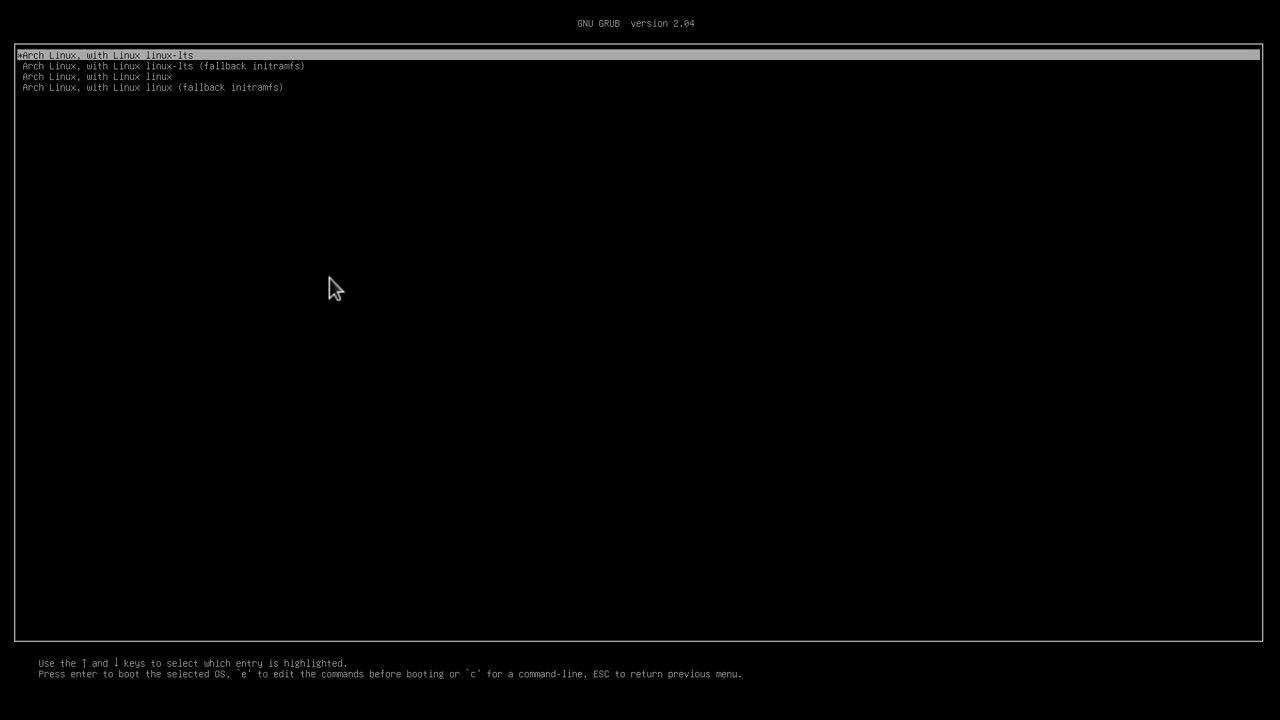 GNU GRUB  version 2.04
*Arch Linux, with Linux linux-lts
Arch Linux, with Linux linux-lts (fallback initramfs)
Arch Linux, with Linux linux
Arch Linux, with Linux linux (fallback initramfs)
Use the ↑ and ↓ keys to select which entry is highlighted.
Press enter to boot the selected OS, `e' to edit the commands before booting or `c' for a command-line. ESC to return previous menu.